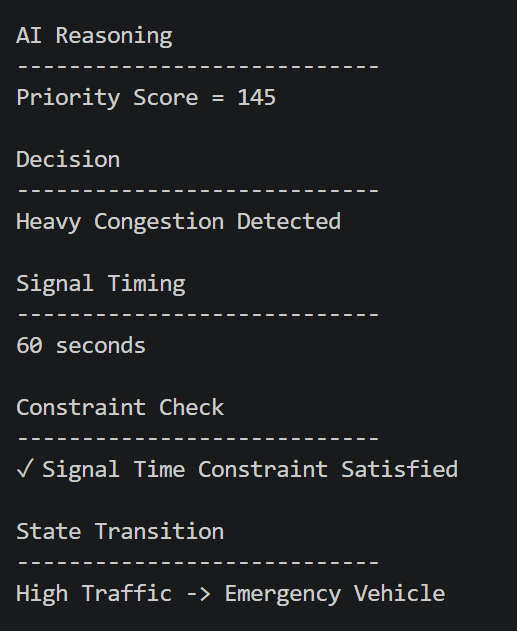 AI Reasoning
----------------------------
Priority Score = 145
Decision
----------------------------
Heavy Congestion Detected
Signal Timing
----------------------------
60 seconds
Constraint Check
----------------------------
✓ Signal Time Constraint Satisfied
State Transition
----------------------------
High Traffic -> Emergency Vehicle